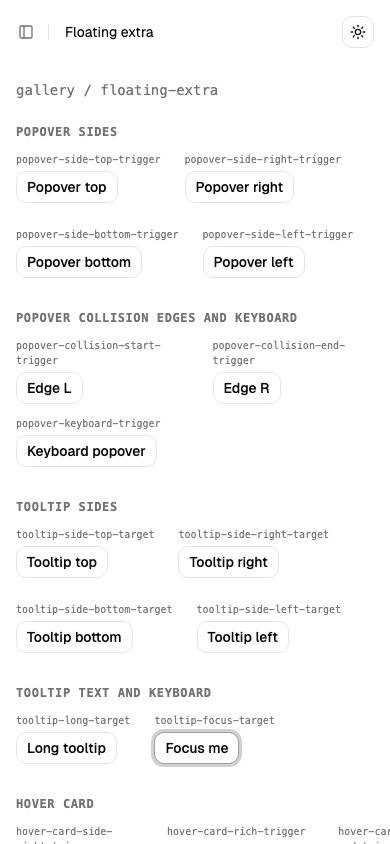 Floating extra
gallery / floating-extra
POPOVER SIDES
popover-side-top-trigger popover-side-right-trigger
Popover top Popover right
popover-side-bottom-trigger popover-side-left-trigger
Popover bottom Popover left
POPOVER COLLISION EDGES AND KEYBOARD
popover-collision-start- popover-collision-end-
trigger trigger
Edge L Edge R
popover-keyboard-trigger
Keyboard popover
TOOLTIP SIDES
tooltip-side-top-target tooltip-side-right-target
Tooltip top Tooltip right
tooltip-side-bottom-target tooltip-side-left-target
Tooltip bottom Tooltip left
TOOLTIP TEXT AND KEYBOARD
tooltip-long-target tooltip-focus-target
Long tooltip Focus me
HOVER CARD
hover-card-side- hover-card-rich-trigger hover-car